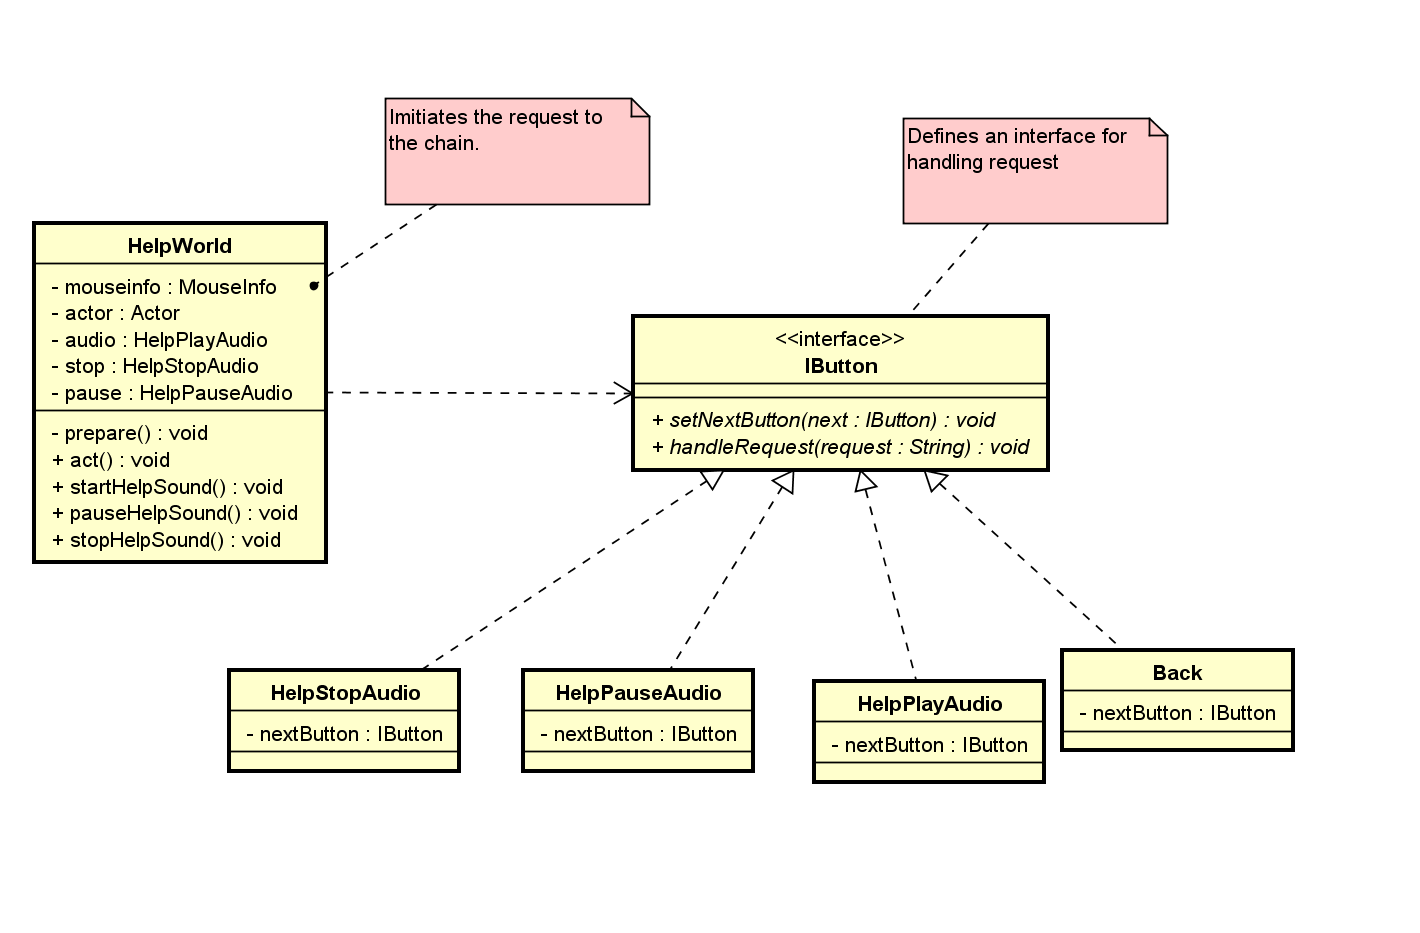 Imitiates the request to
the chain.
Defines an interface for
handling request
HelpWorld
- mouseinfo : MouseInfo
- actor : Actor
- audio : HelpPlayAudio
- stop : HelpStopAudio
- pause : HelpPauseAudio
- prepare() : void
+ act() : void
+ startHelpSound() : void
+ pauseHelpSound() : void
+ stopHelpSound() : void
<<interface>>
IButton
+ setNextButton(next : IButton) : void
+ handleRequest(request : String) : void
HelpStopAudio
- nextButton : IButton
HelpPauseAudio
- nextButton : IButton
HelpPlayAudio
- nextButton : IButton
Back
- nextButton : IButton